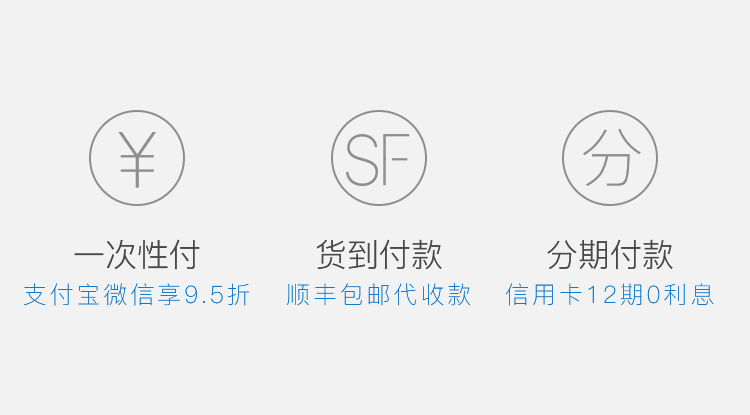 ¥
SF
分
一次性付
货到付款
分期付款
支付宝微信享9.5折
顺丰包邮代收款
信用卡12期0利息